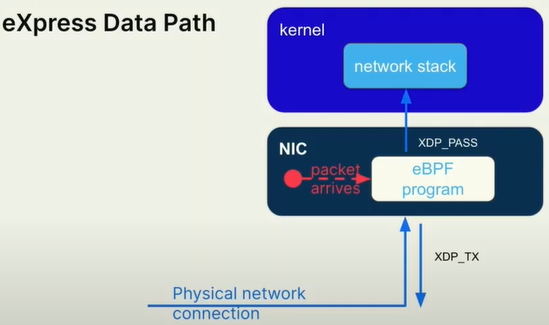 eXpress Data Path
kernel
network stack
XDP_PASS
NIC
packet
arrives
eBPF
program
XDP_TX
Physical network
connection